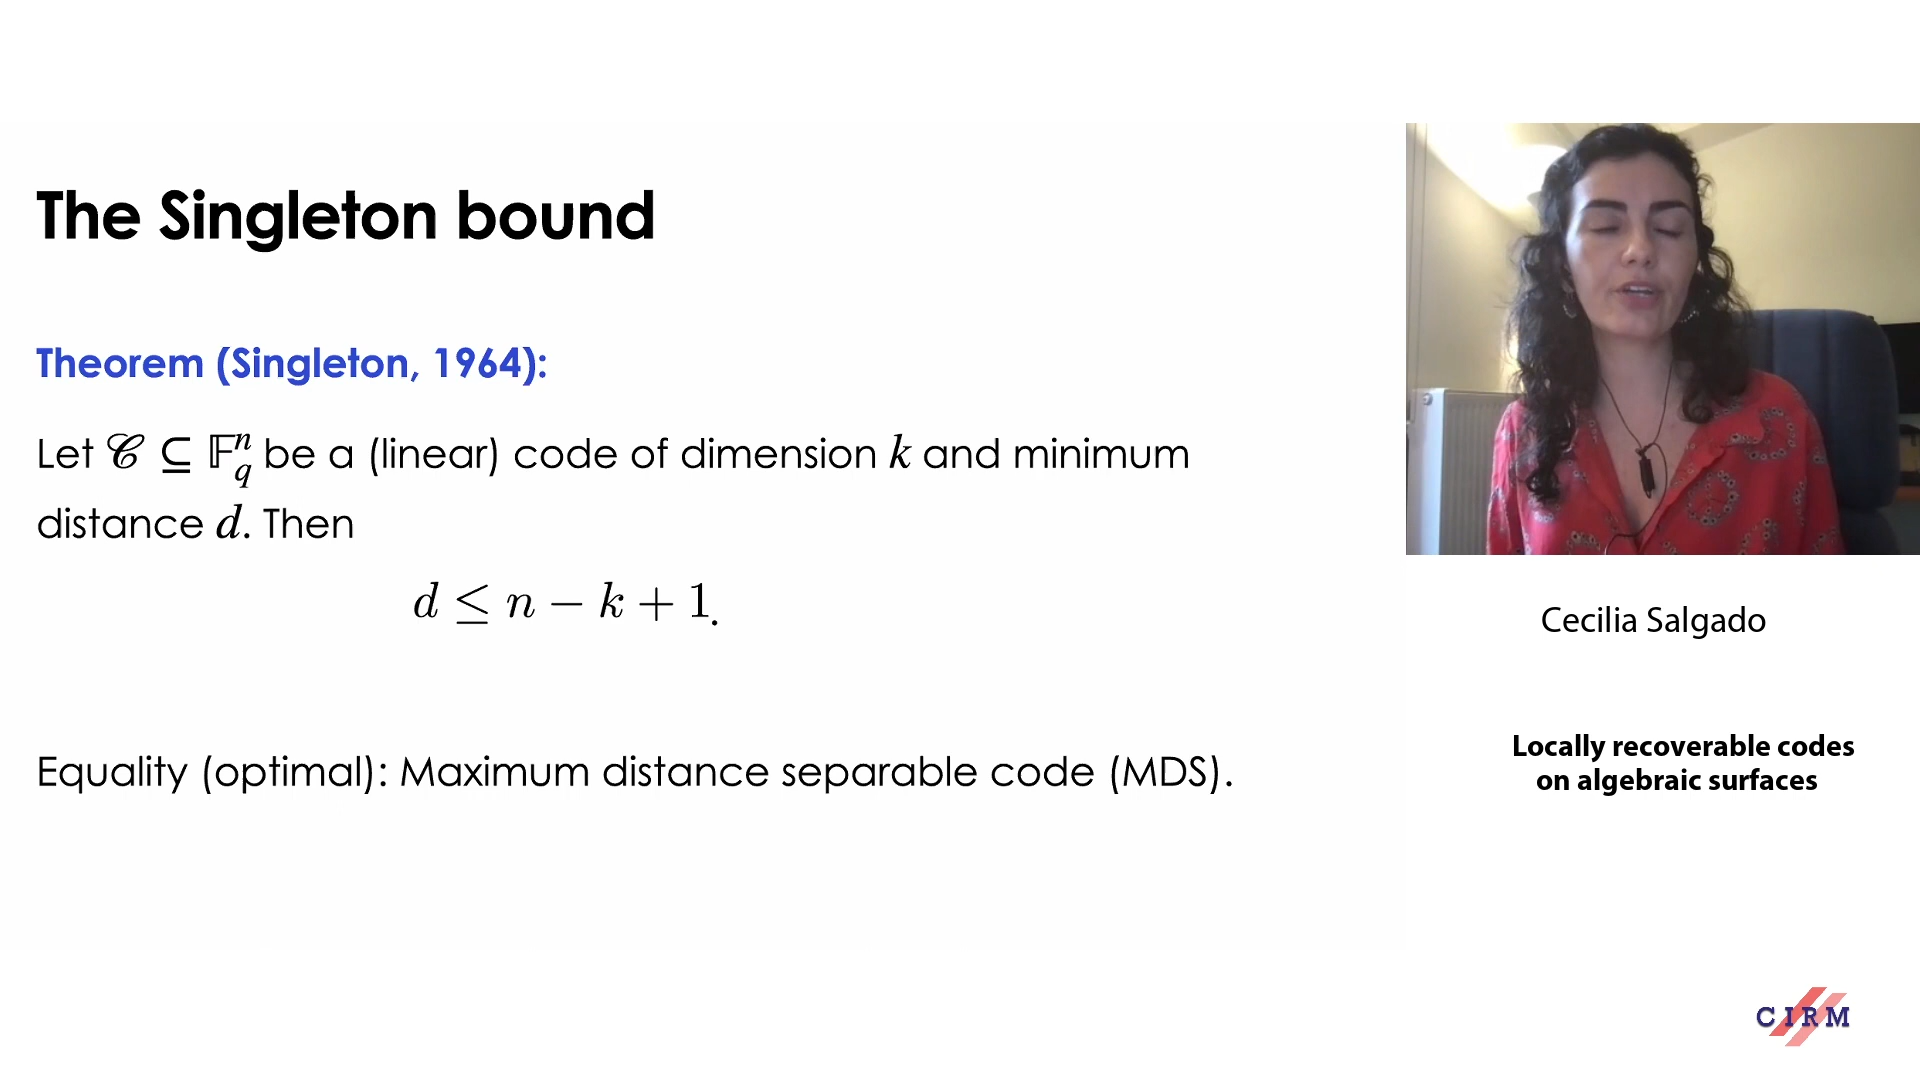 The Singleton bound
Theorem (Singleton, 1964):
Let 𝒞 ⊆ 𝔽_q^n be a (linear) code of dimension k and minimum
distance d. Then
d ≤ n − k + 1.
Equality (optimal): Maximum distance separable code (MDS).
Cecilia Salgado
Locally recoverable codes
on algebraic surfaces
CIRM